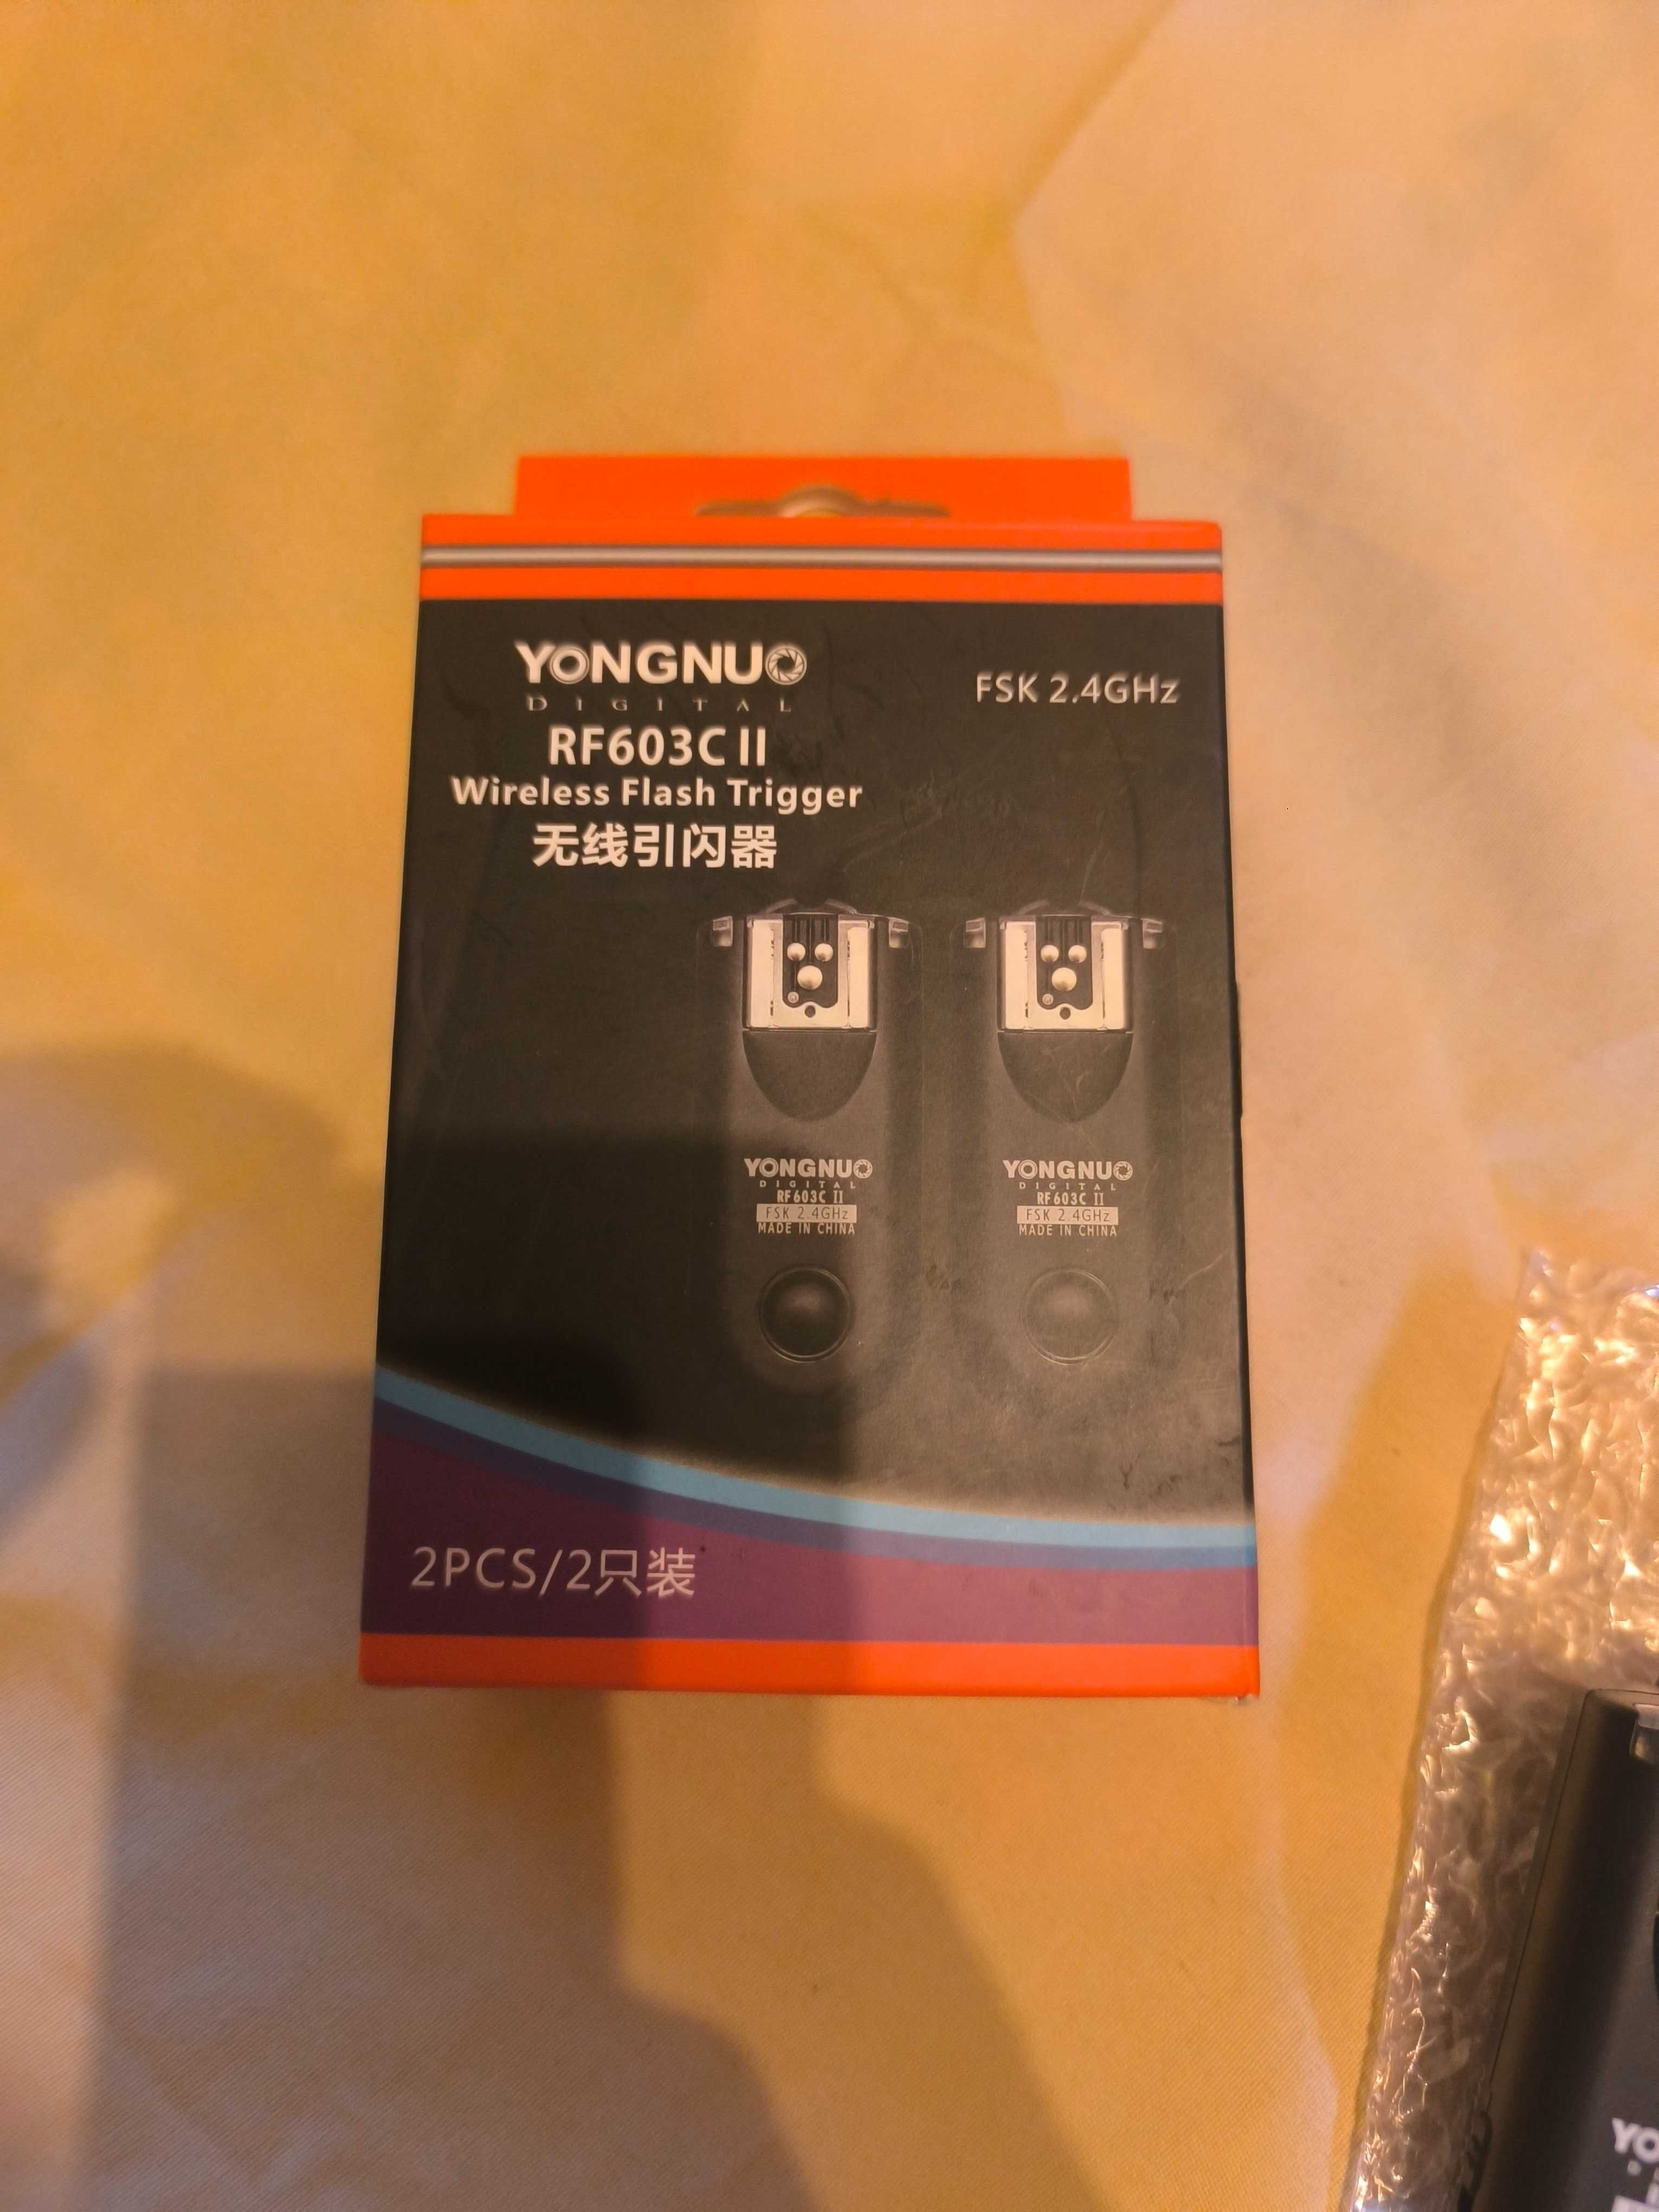 YONGNUO
DIGITAL
RF603C II
Wireless Flash Trigger
无线引闪器
FSK 2.4GHz
YONGNUO
DIGITAL
RF603C II
FSK 2.4GHz
MADE IN CHINA
YONGNUO
DIGITAL
RF603C II
FSK 2.4GHz
MADE IN CHINA
2PCS/2只装